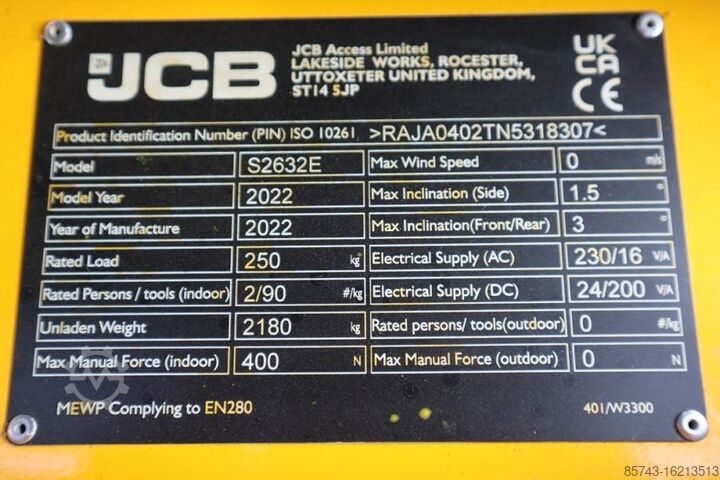 JCB
JCB Access Limited
LAKESIDE WORKS, ROCESTER,
UTTOXETER UNITED KINGDOM,
ST14 5JP
UK
CA
CE
Product Identification Number (PIN) ISO 10261 >RAJA0402TN5318307<
Model S2632E Max Wind Speed 0 m/s
Model Year 2022 Max Inclination (Side) 1.5 °
Year of Manufacture 2022 Max Inclination(Front/Rear) 3 °
Rated Load 250 kg Electrical Supply (AC) 230/16 V/A
Rated Persons / tools (indoor) 2/90 #/kg Electrical Supply (DC) 24/200 V/A
Unladen Weight 2180 kg Rated persons/ tools(outdoor) 0 #/kg
Max Manual Force (indoor) 400 N Max Manual Force (outdoor) 0 N
MEWP Complying to EN280 401/W3300
85743-16213513